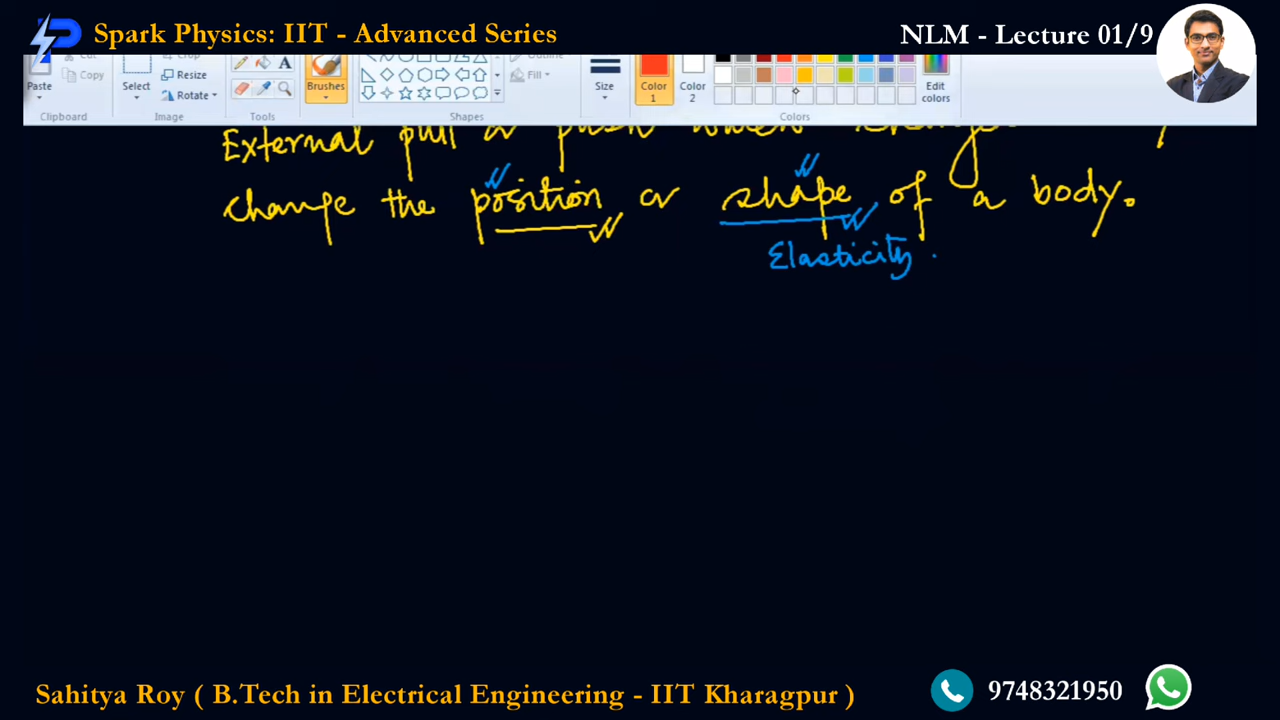 Spark Physics: IIT - Advanced Series
NLM - Lecture 01/9
Paste
Copy
Select
Resize
Rotate
Brushes
Fill
Size
Color 1
Color 2
Edit colors
Clipboard
Image
Tools
Shapes
Colors
External pull or push which
change the position or shape of a body.
Elasticity.
Sahitya Roy ( B.Tech in Electrical Engineering - IIT Kharagpur )
9748321950